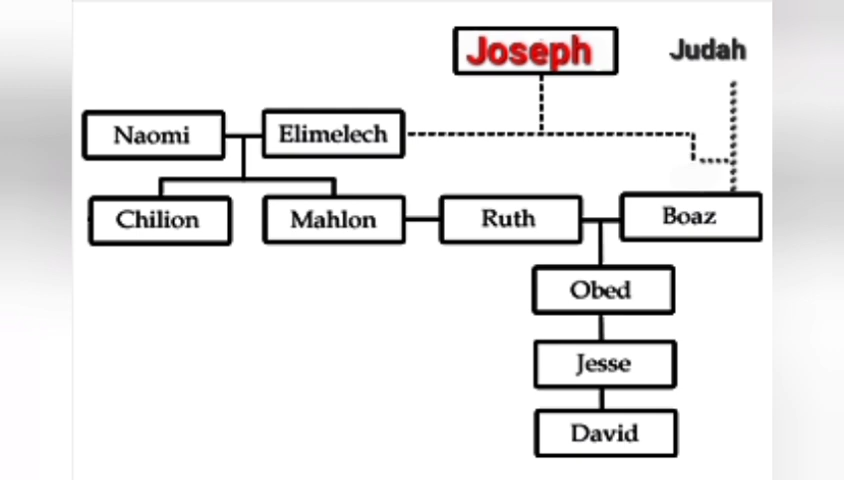 Joseph
Judah
Naomi
Elimelech
Chilion
Mahlon
Ruth
Boaz
Obed
Jesse
David